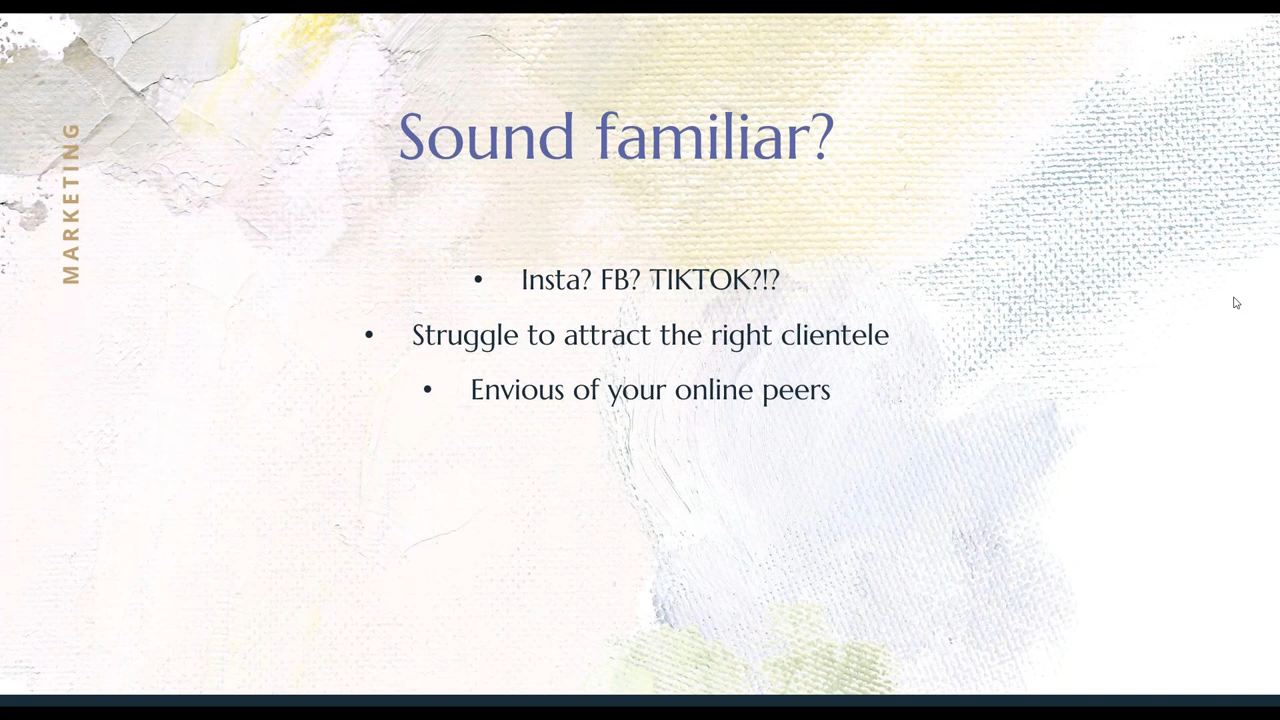 MARKETING
Sound familiar?
• Insta? FB? TIKTOK?!?
• Struggle to attract the right clientele
• Envious of your online peers